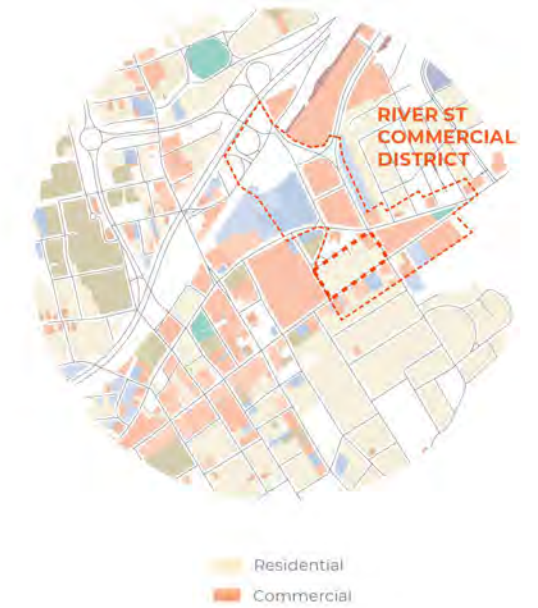 RIVER ST
COMMERCIAL
DISTRICT
Residential
Commercial